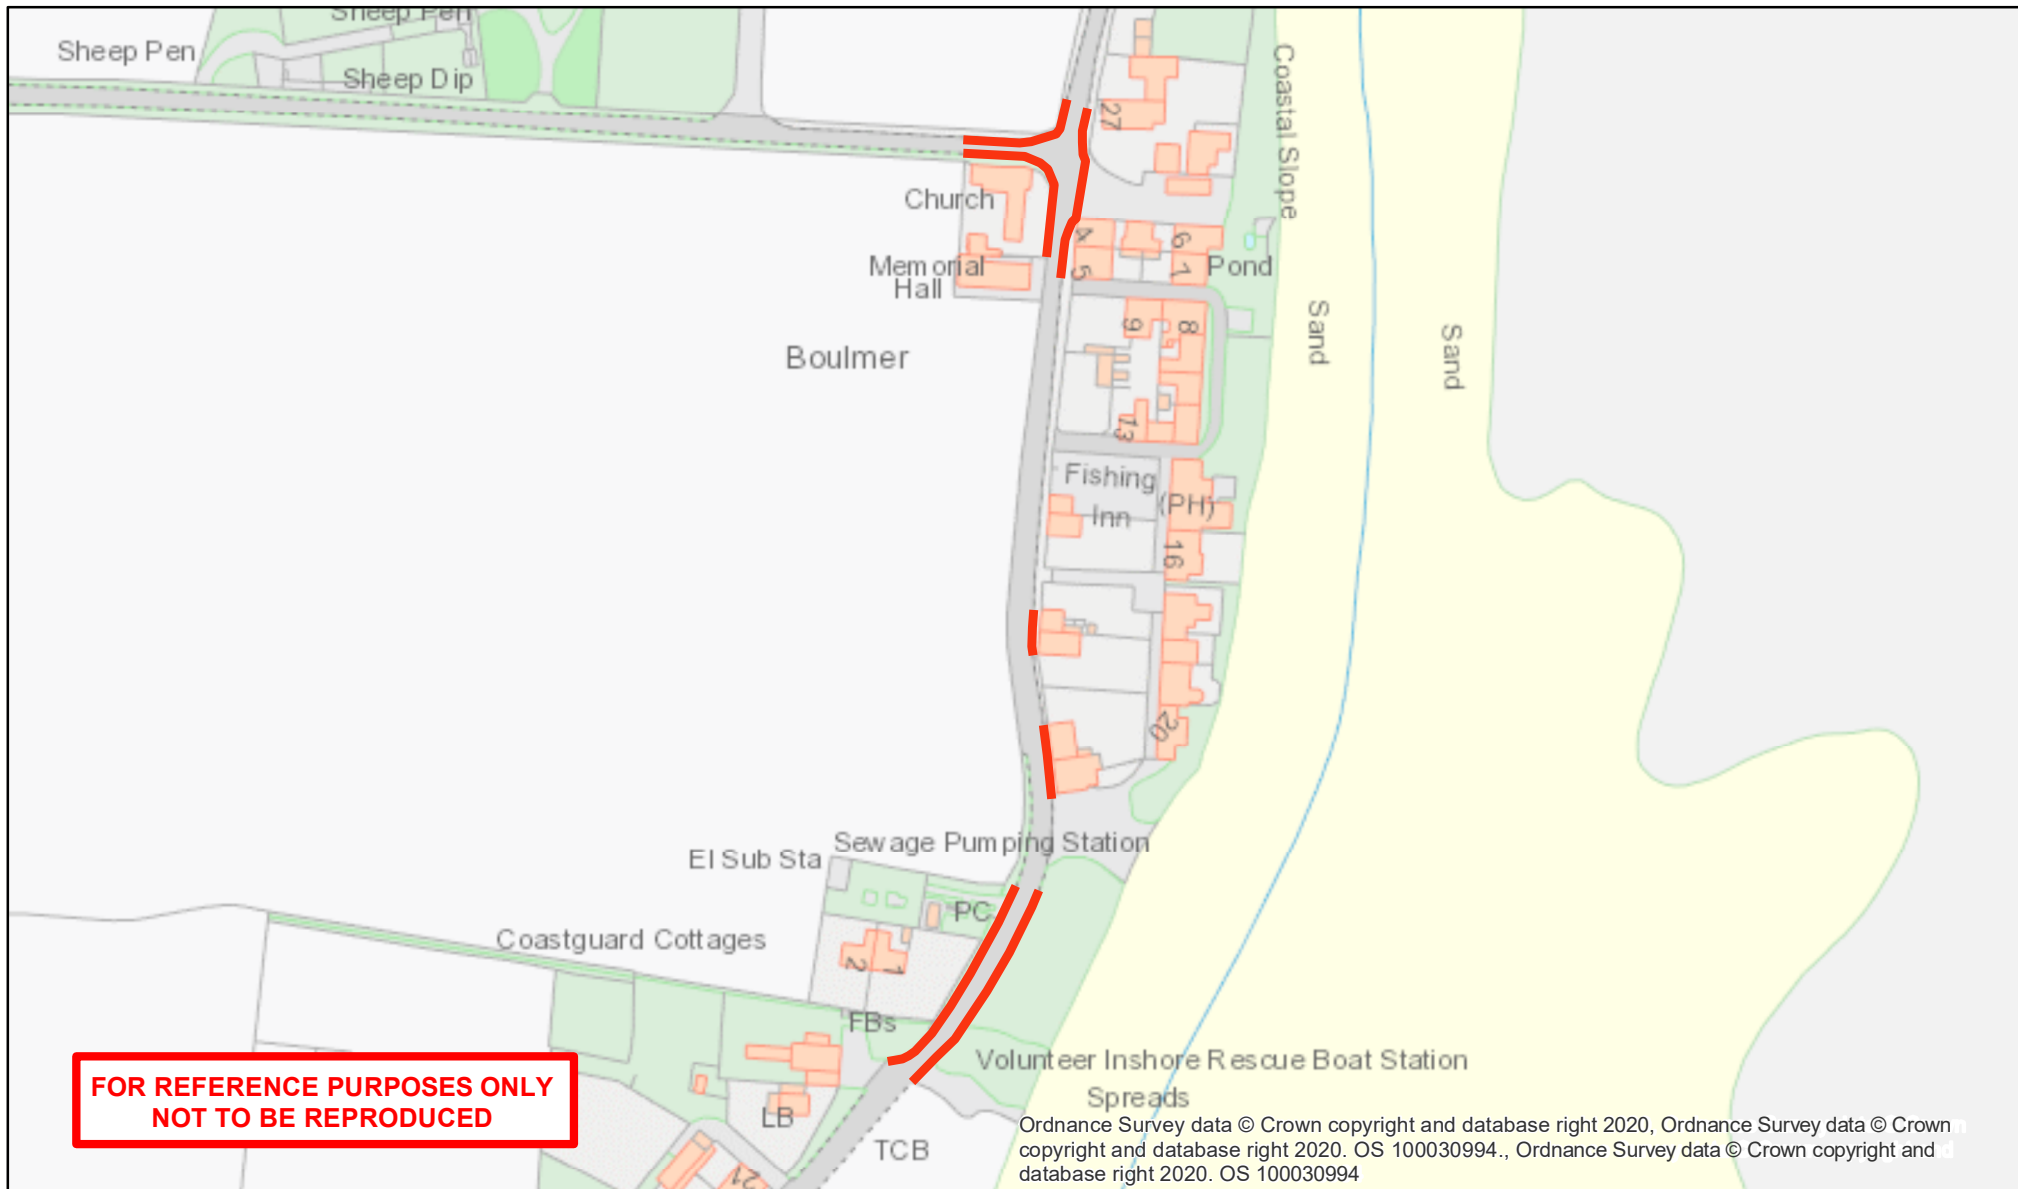 Sheep Pen
Sheep Pen
Sheep Dip
Coastal Slope
27
Church
4
6
Memorial
Hall
5
7
Pond
Sand
Sand
Boulmer
9
8
13
Fishing
Inn
(PH)
16
20
Sewage Pumping Station
El Sub Sta
PC
Coastguard Cottages
2
1
FBs
Volunteer Inshore Rescue Boat Station
Spreads
LB
TCB
21
FOR REFERENCE PURPOSES ONLY
NOT TO BE REPRODUCED
Ordnance Survey data © Crown copyright and database right 2020, Ordnance Survey data © Crown
copyright and database right 2020. OS 100030994., Ordnance Survey data © Crown copyright and
database right 2020. OS 100030994